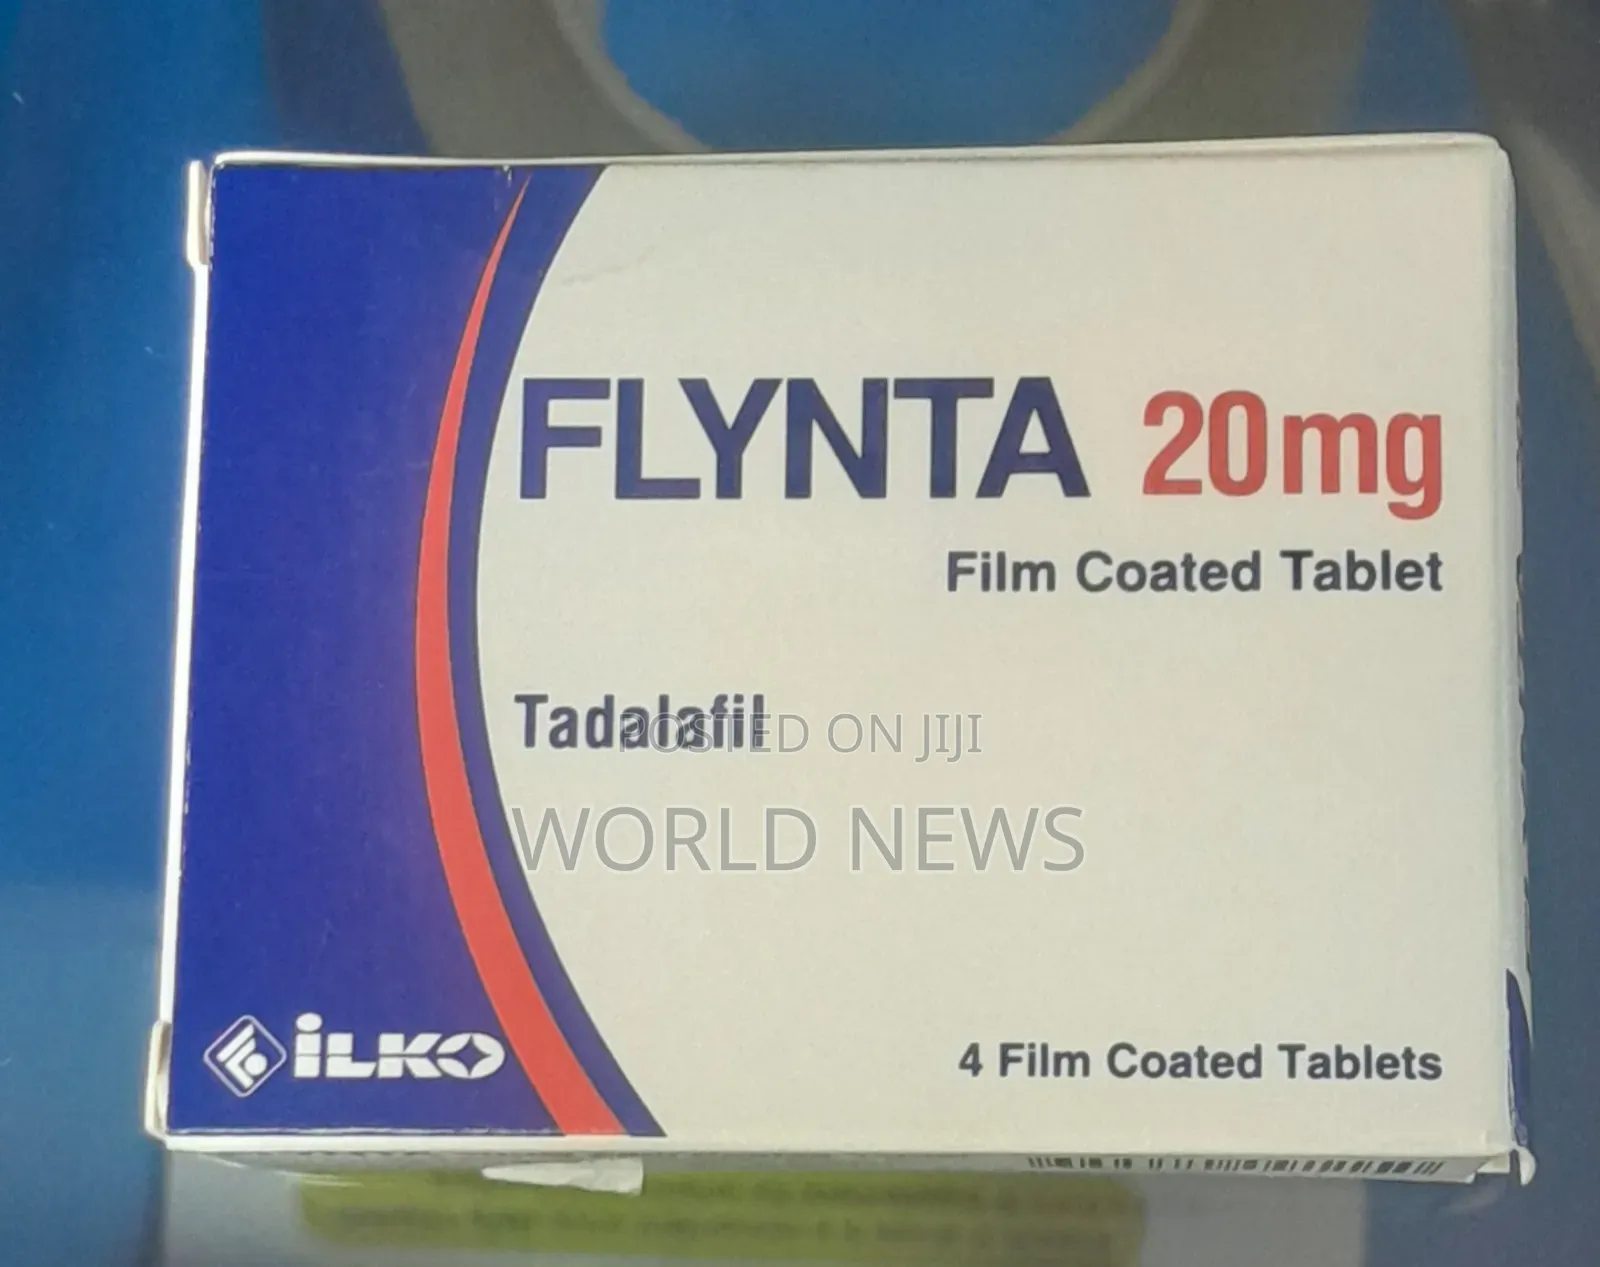 FLYNTA 20mg
Film Coated Tablet
Tadalafil
POSTED ON JIJI
WORLD NEWS
iLKO
4 Film Coated Tablets